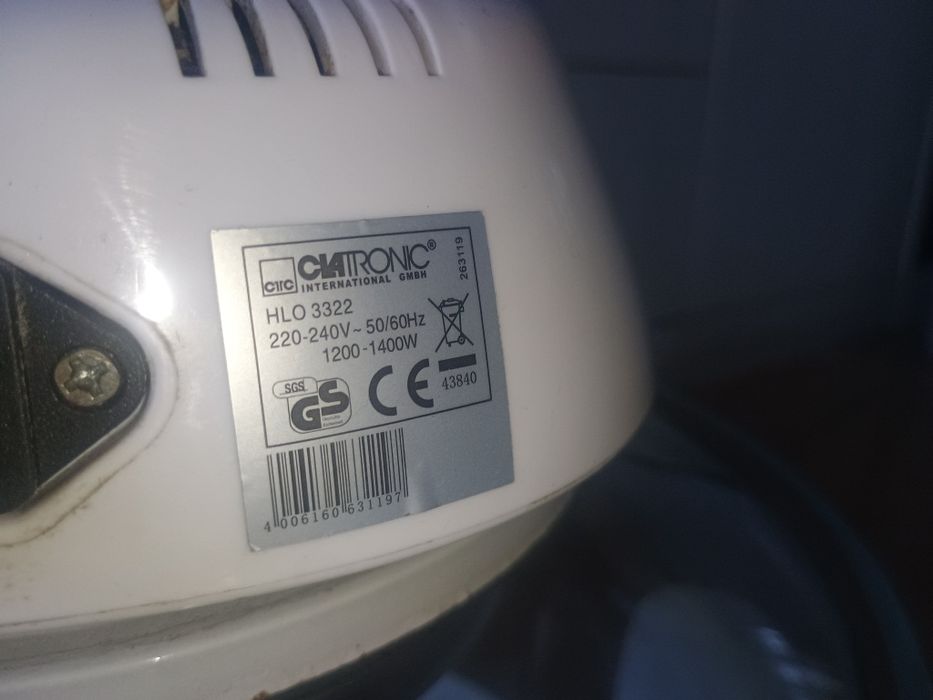 CTC CLATRONIC®
INTERNATIONAL GMBH
263119
HLO 3322
220-240V ~ 50/60Hz
1200-1400W
SGS
GS
CE
43840
4 006160 631197